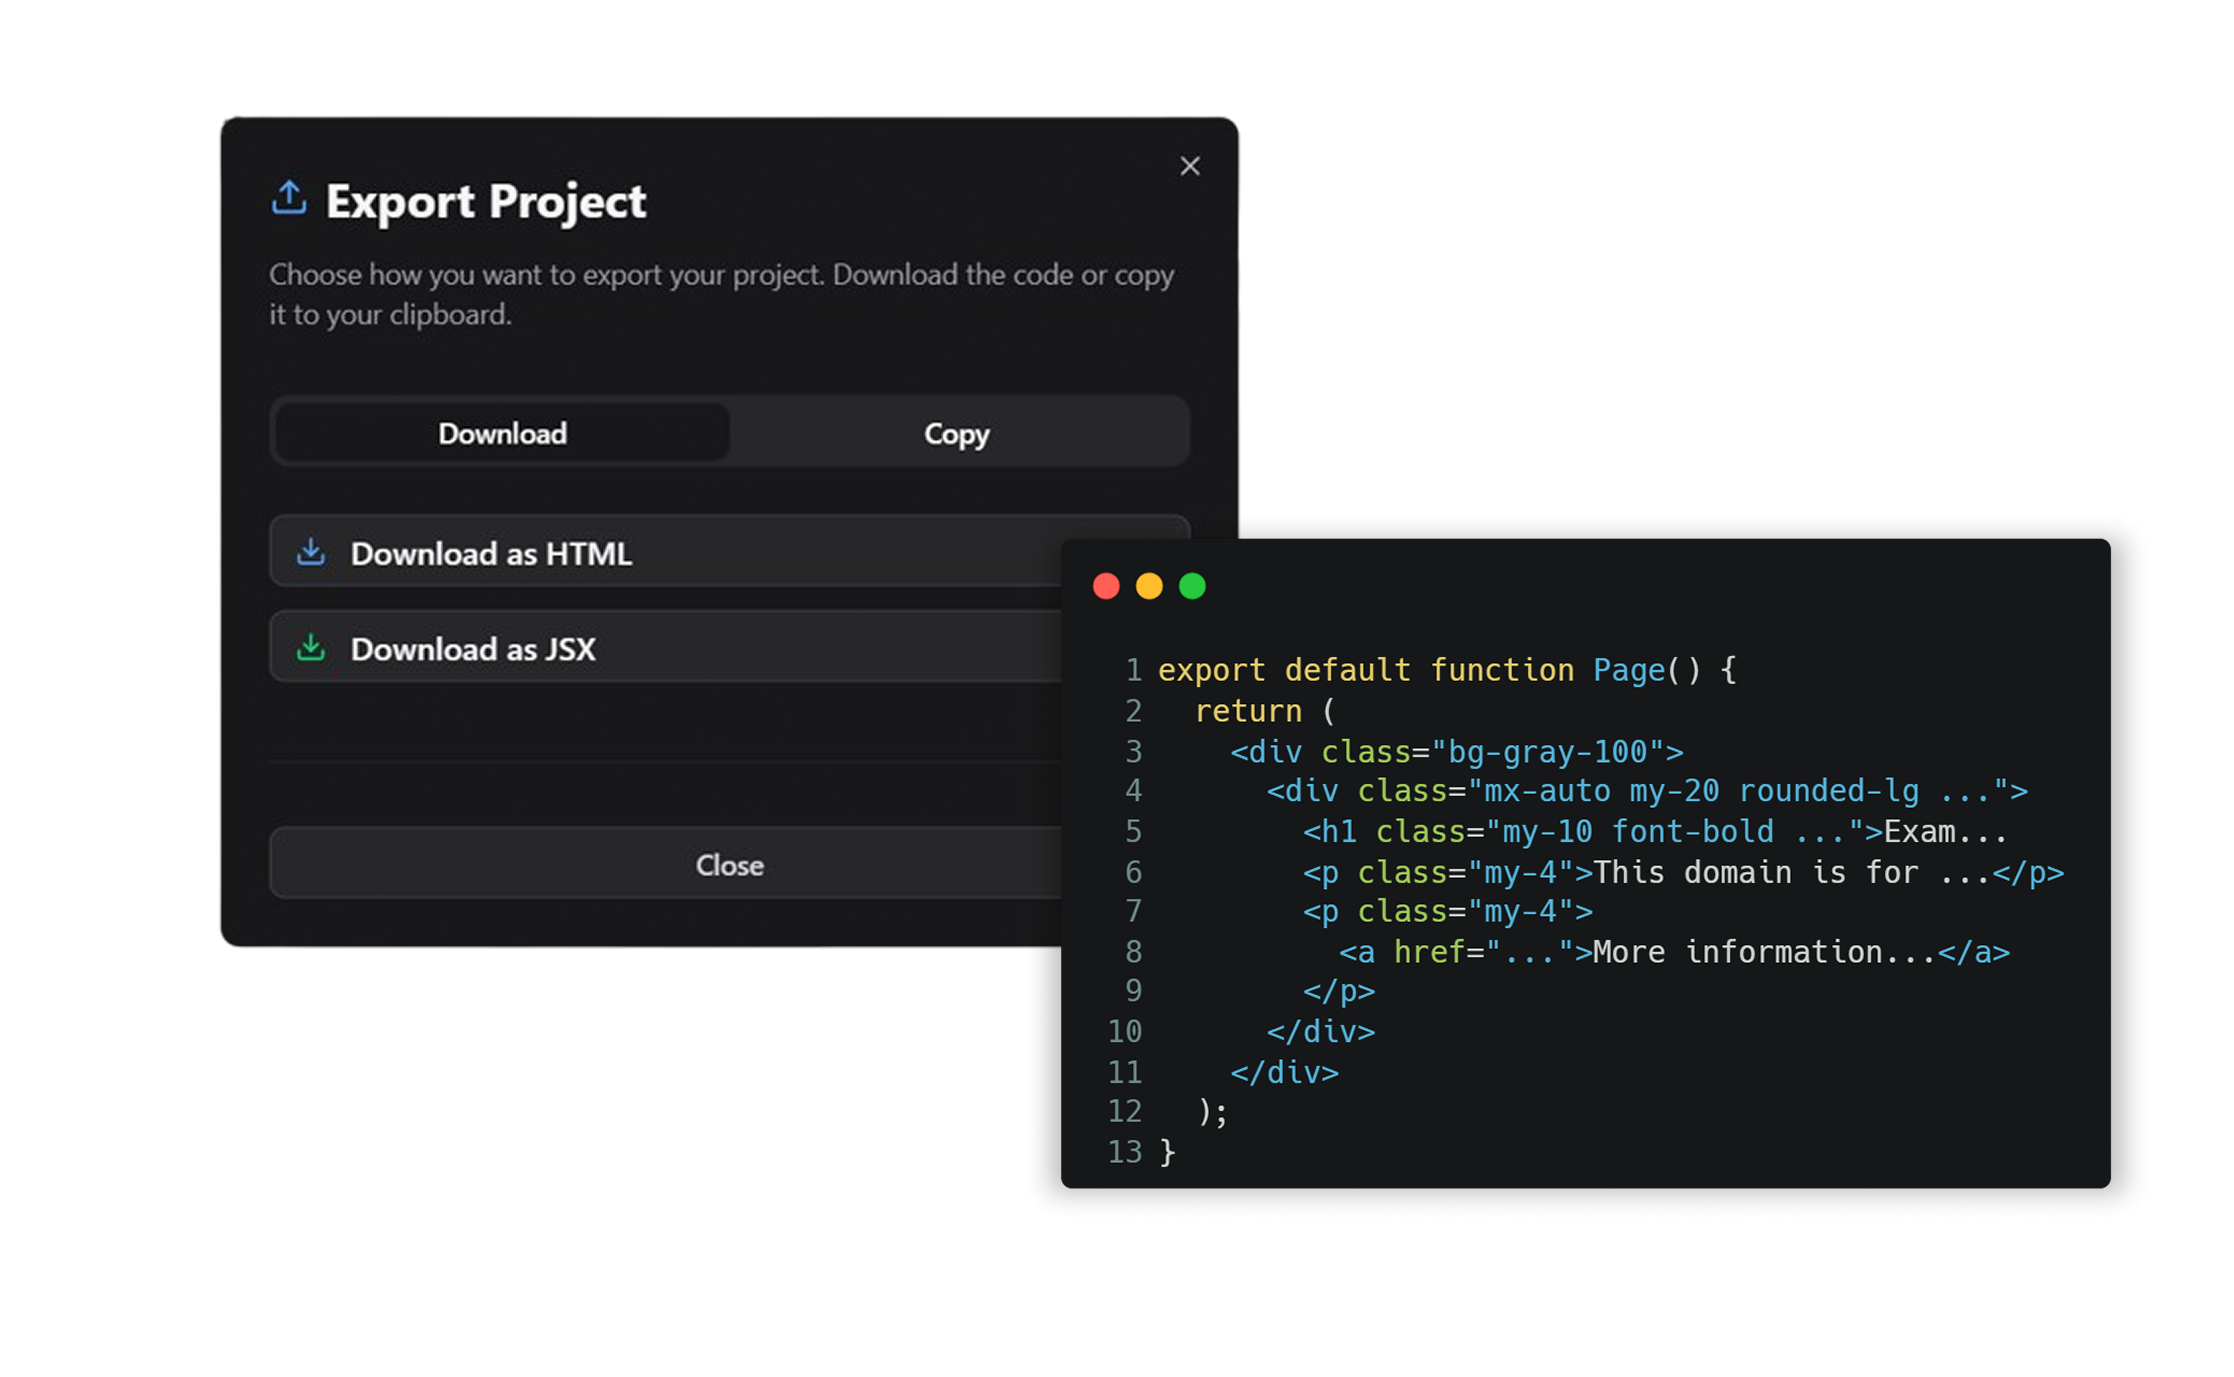 Export Project
Choose how you want to export your project. Download the code or copy
it to your clipboard.
Download
Copy
Download as HTML
Download as JSX
Close
1 export default function Page() {
2   return (
3     <div class="bg-gray-100">
4       <div class="mx-auto my-20 rounded-lg ...">
5         <h1 class="my-10 font-bold ...">Exam...
6         <p class="my-4">This domain is for ...</p>
7         <p class="my-4">
8           <a href="...">More information...</a>
9         </p>
10       </div>
11     </div>
12   );
13 }